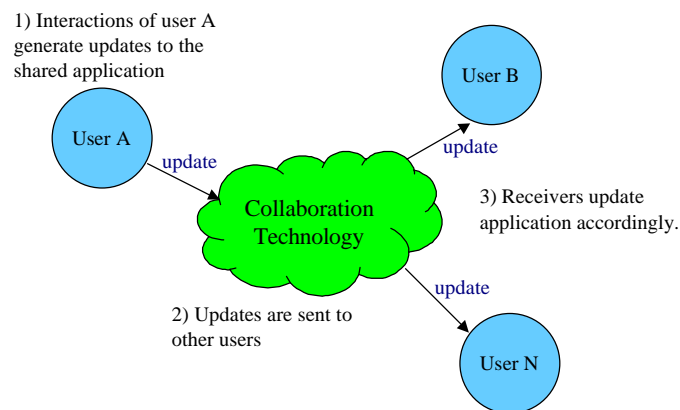 1) Interactions of user A
generate updates to the
shared application
User A
update
User B
update
Collaboration
Technology
3) Receivers update
application accordingly.
update
2) Updates are sent to
other users
User N